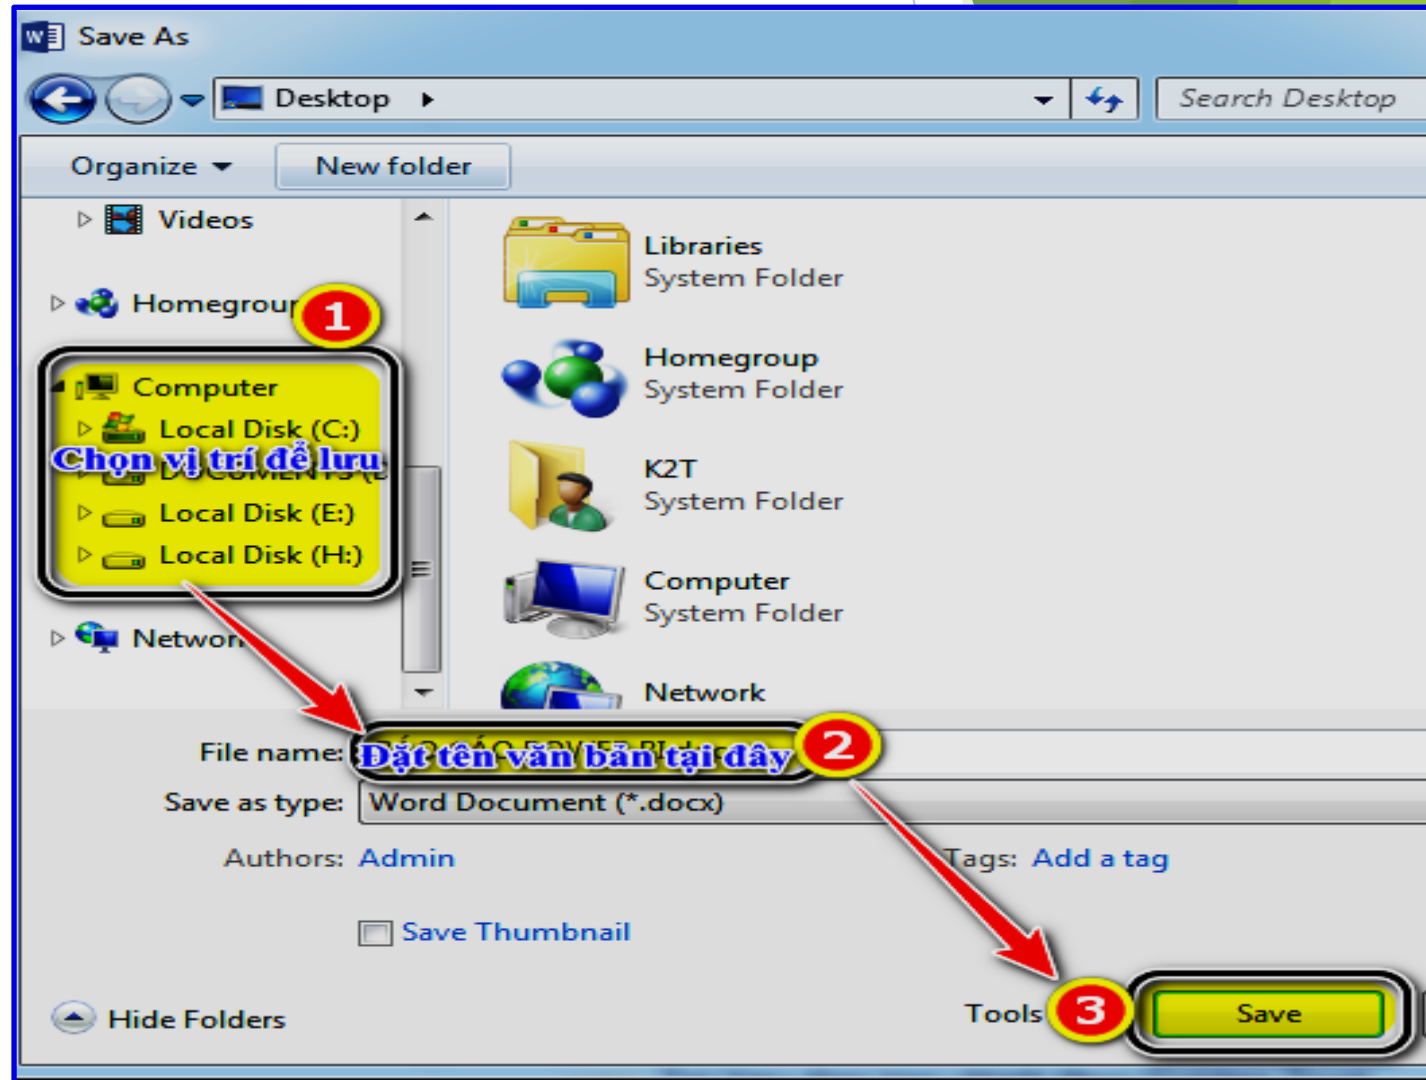 Save As
Desktop
Search Desktop
Organize
New folder
Videos
Homegroup
1
Computer
Local Disk (C:)
Chọn vị trí để lưu
DOCUMENTS
Local Disk (E:)
Local Disk (H:)
Network
Libraries
System Folder
Homegroup
System Folder
K2T
System Folder
Computer
System Folder
Network
File name:
Đặt tên văn bản tại đây
2
Save as type: Word Document (*.docx)
Authors: Admin
Tags: Add a tag
Save Thumbnail
Hide Folders
Tools
3
Save